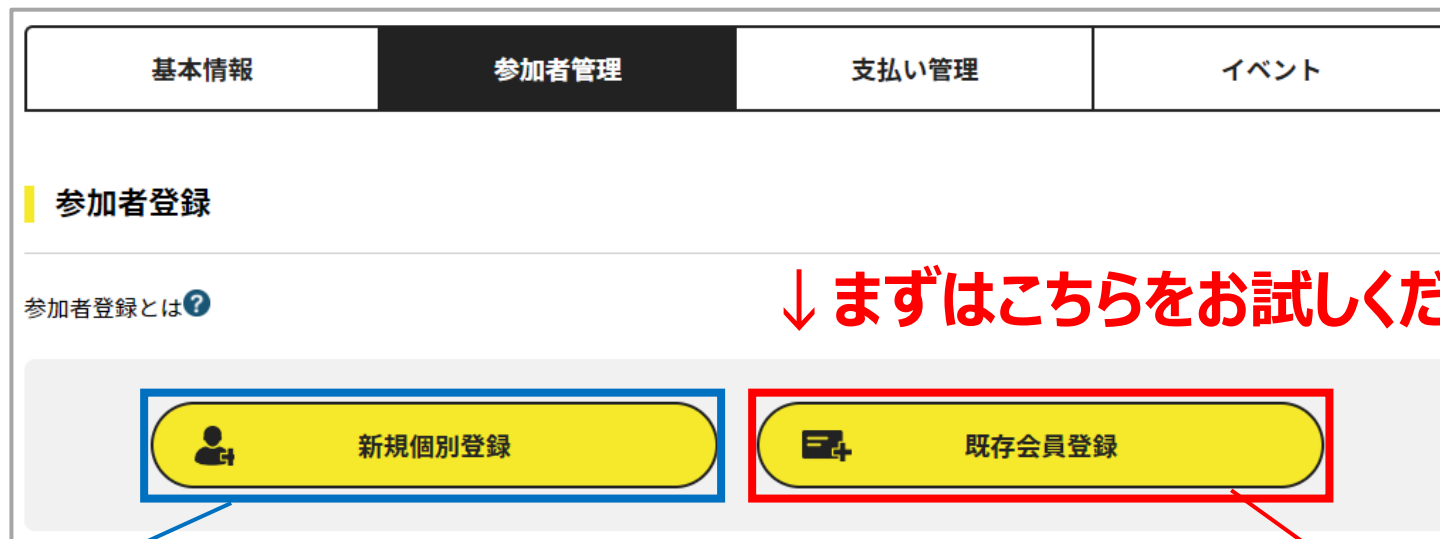 基本情報 参加者管理 支払い管理 イベント
参加者登録
参加者登録とは?
↓まずはこちらをお試しくだ
新規個別登録 既存会員登録